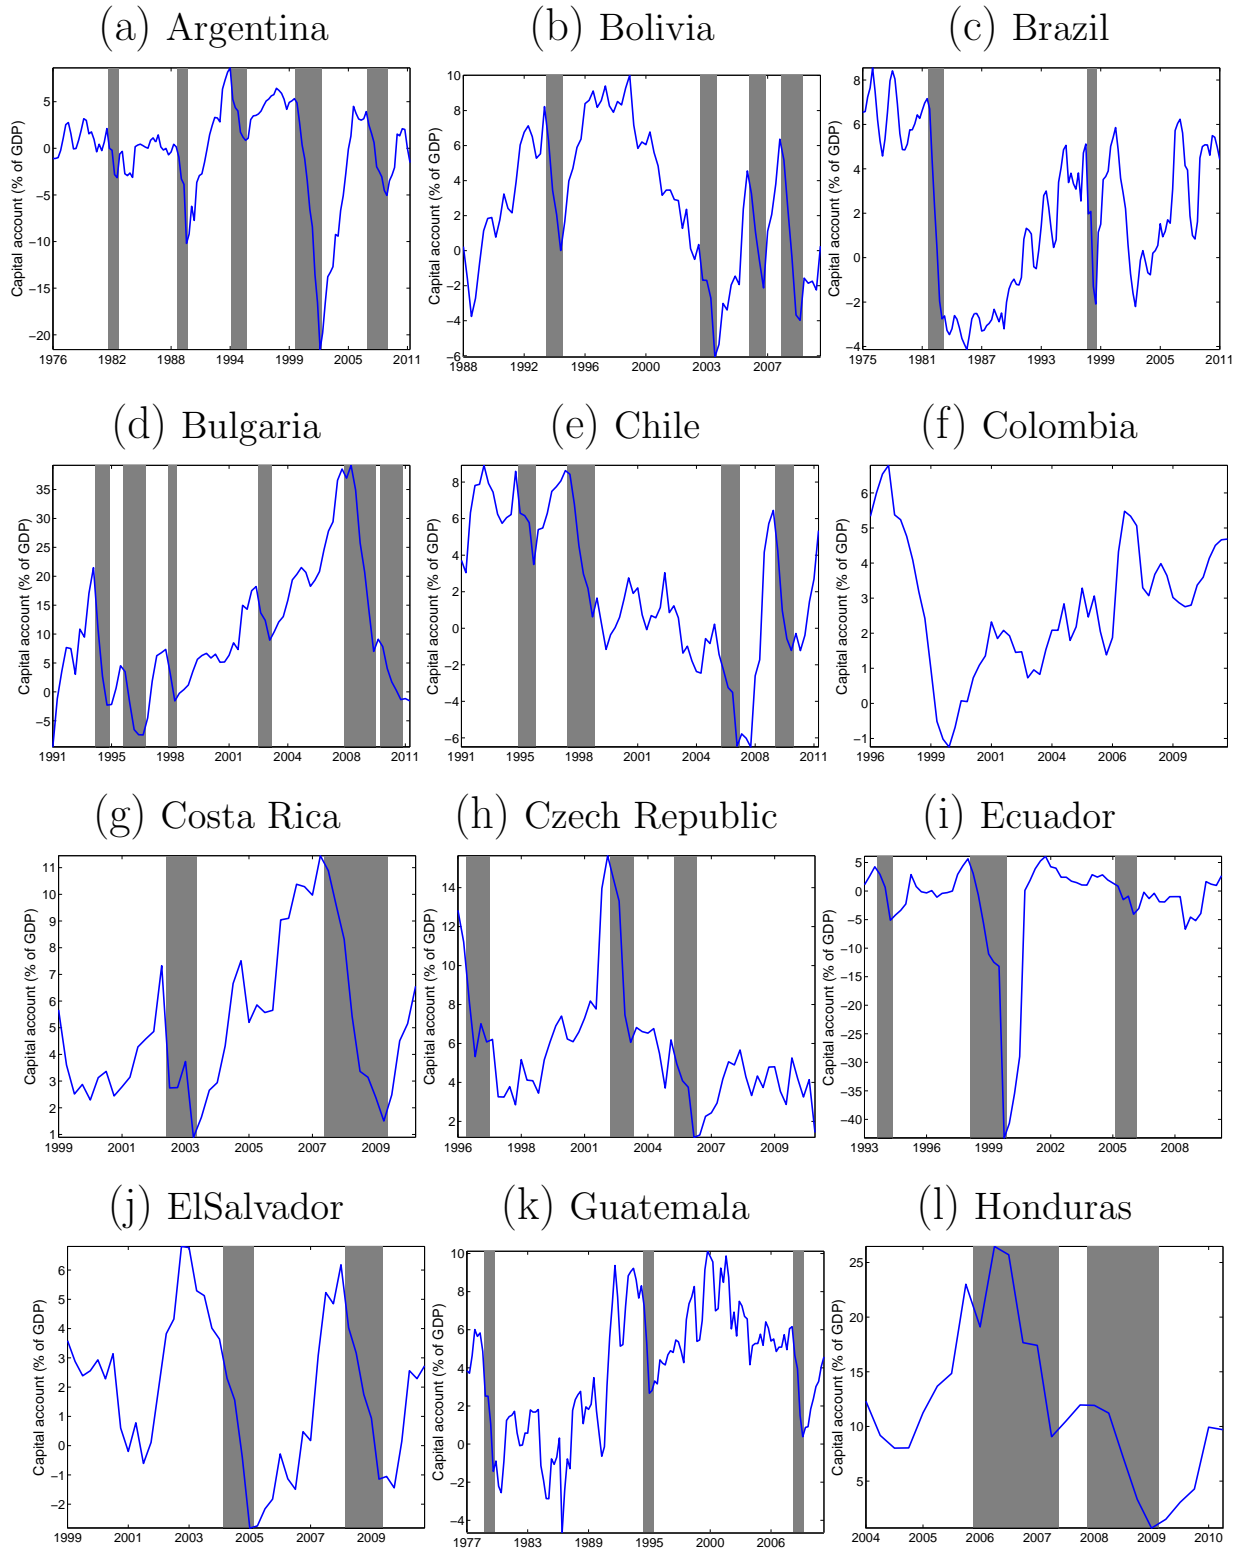 (a) Argentina
(b) Bolivia
(c) Brazil
Capital account (% of GDP)
5
0
−5
−10
−15
−20
1976 1982 1988 1994 1999 2005 2011
Capital account (% of GDP)
10
8
6
4
2
0
−2
−4
−6
1988 1992 1996 2000 2003 2007
Capital account (% of GDP)
8
6
4
2
0
−2
−4
1975 1981 1987 1993 1999 2005 2011
(d) Bulgaria
(e) Chile
(f) Colombia
Capital account (% of GDP)
35
30
25
20
15
10
5
0
−5
1991 1995 1998 2001 2004 2008 2011
Capital account (% of GDP)
8
6
4
2
0
−2
−4
−6
1991 1995 1998 2001 2004 2008 2011
Capital account (% of GDP)
6
5
4
3
2
1
0
−1
1996 1999 2001 2004 2006 2009
(g) Costa Rica
(h) Czech Republic
(i) Ecuador
Capital account (% of GDP)
11
10
9
8
7
6
5
4
3
2
1
1999 2001 2003 2005 2007 2009
Capital account (% of GDP)
14
12
10
8
6
4
2
1996 1999 2002 2004 2007 2009
Capital account (% of GDP)
5
0
−5
−10
−15
−20
−25
−30
−35
−40
1993 1996 1999 2002 2005 2008
(j) ElSalvador
(k) Guatemala
(l) Honduras
Capital account (% of GDP)
6
5
4
3
2
1
0
−1
−2
1999 2001 2003 2005 2007 2009
Capital account (% of GDP)
10
8
6
4
2
0
−2
−4
1977 1983 1989 1995 2000 2006
Capital account (% of GDP)
25
20
15
10
5
2004 2005 2006 2007 2008 2009 2010